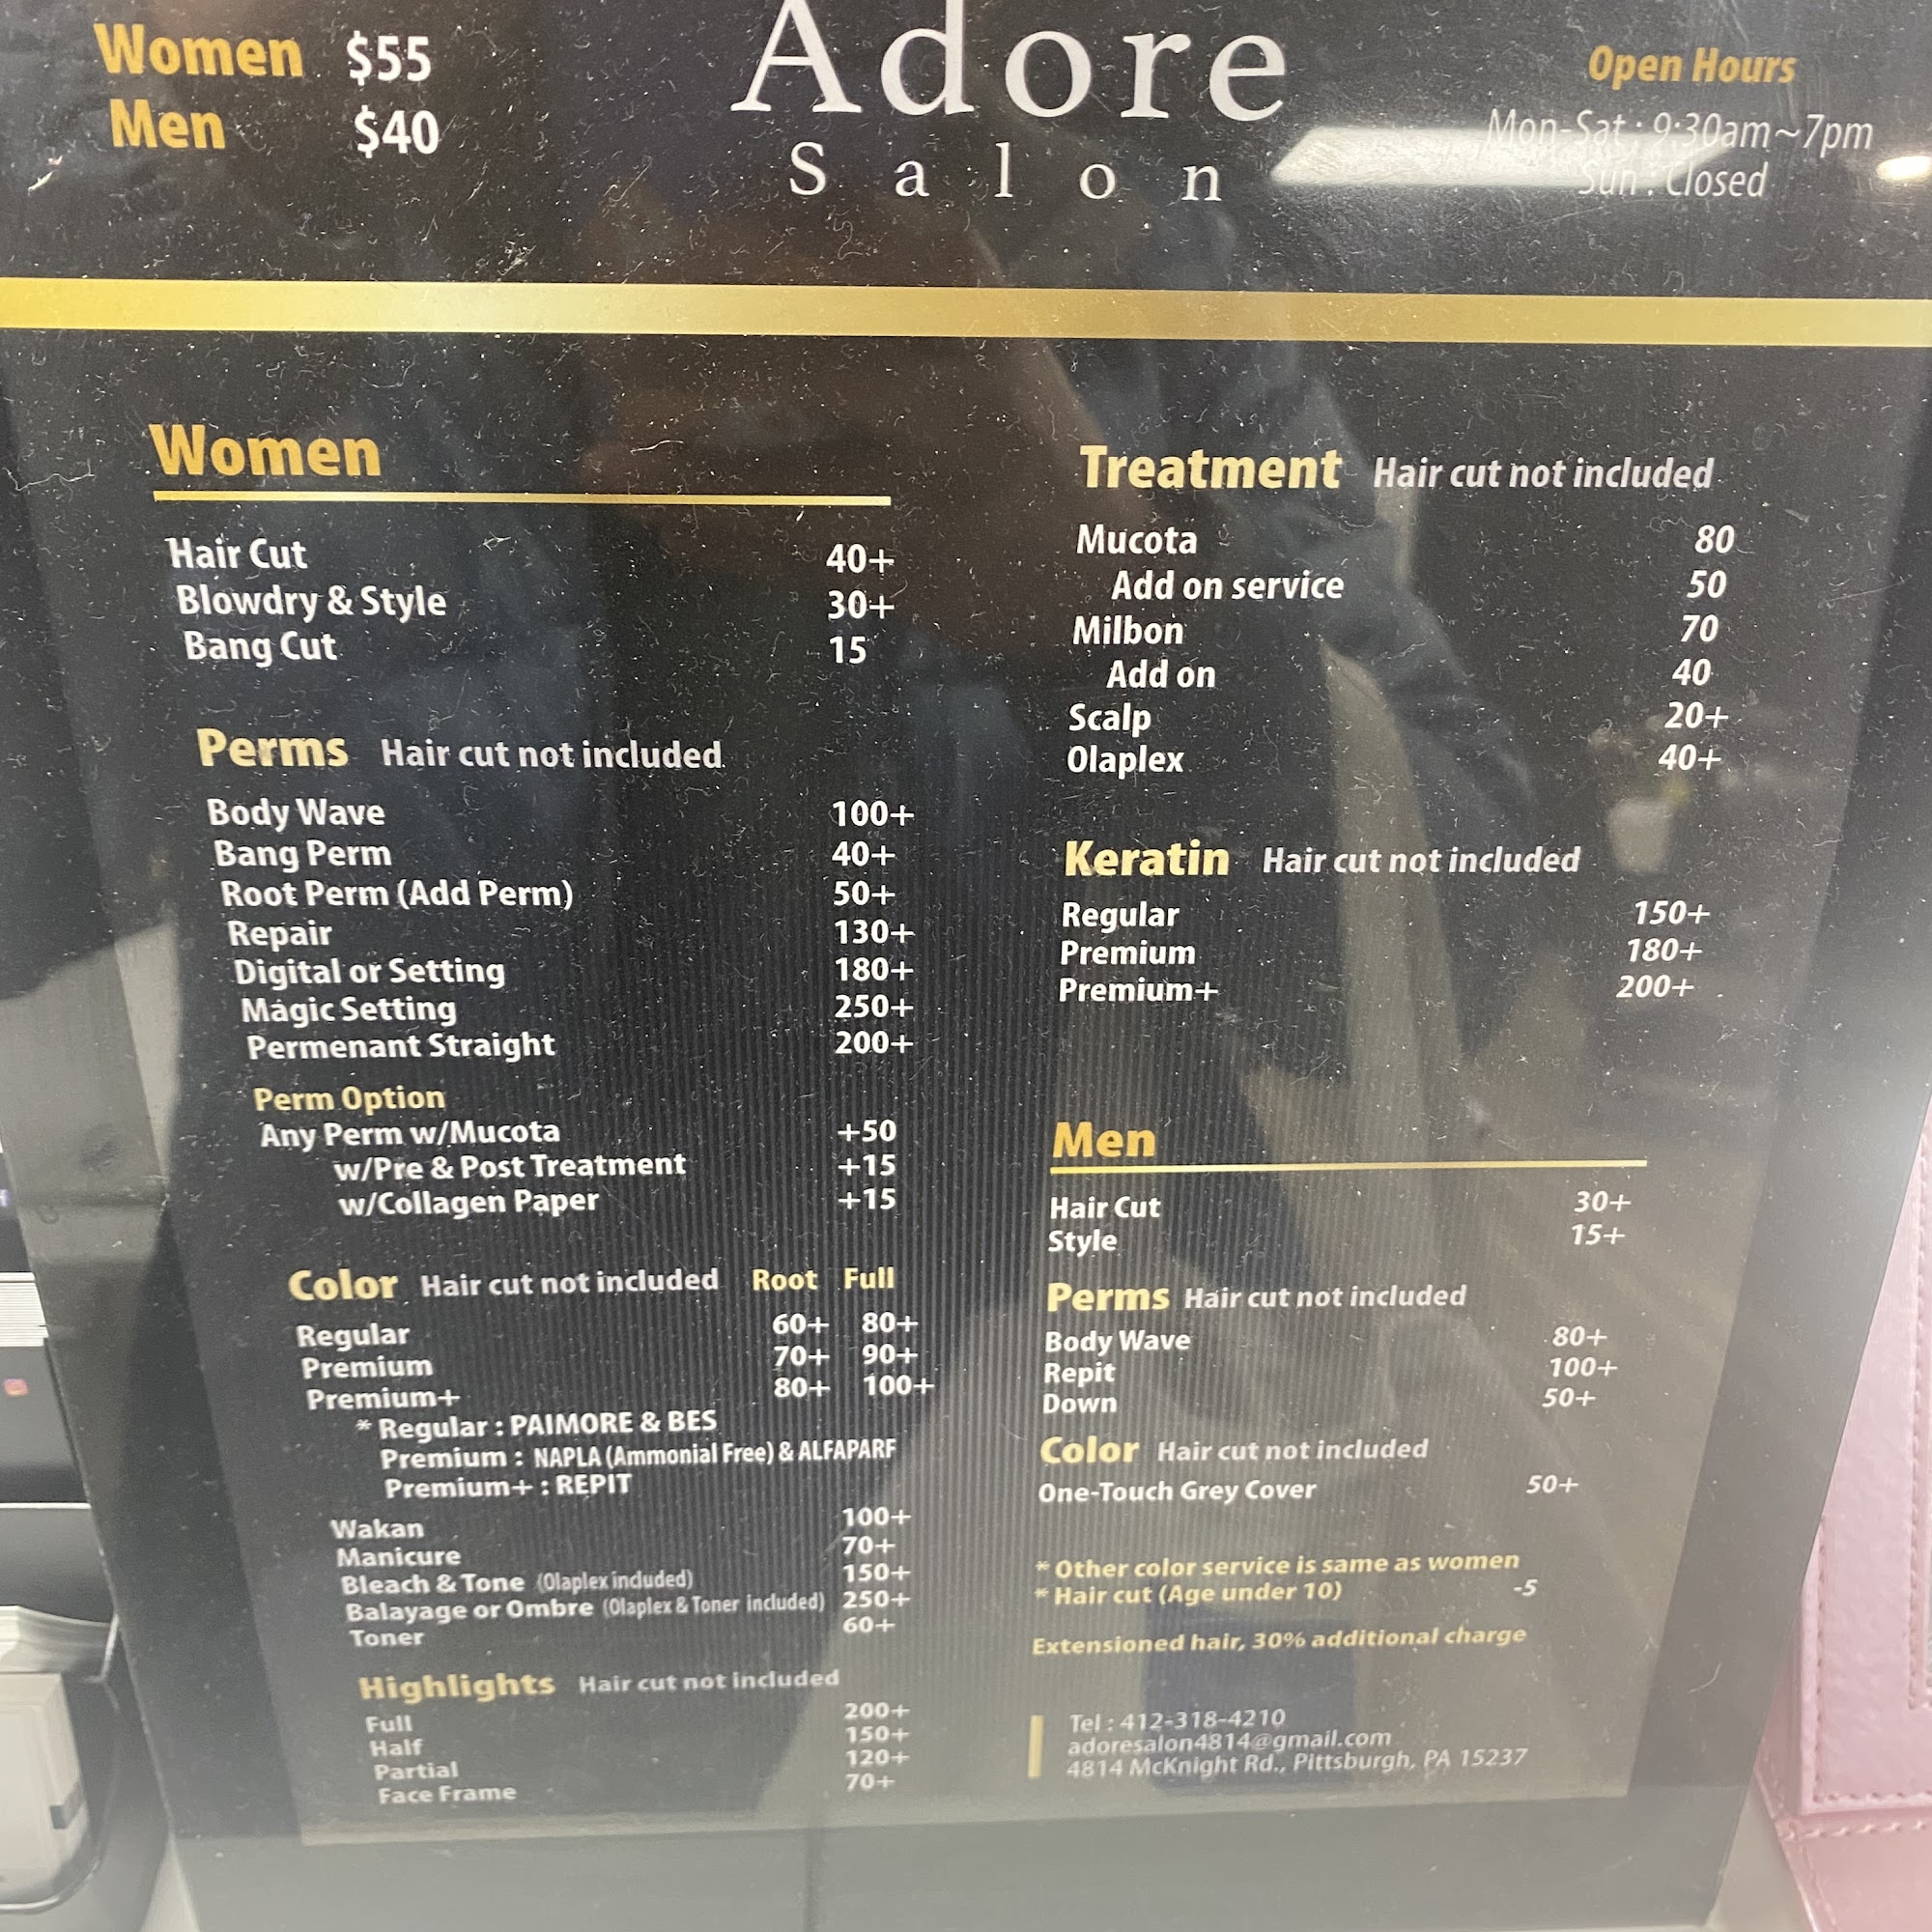 Women $55
Men $40
Adore
Salon
Open Hours
Mon-Sat : 9:30am~7pm
Sun : Closed
Women
Hair Cut 40+
Blowdry & Style 30+
Bang Cut 15
Perms Hair cut not included
Body Wave 100+
Bang Perm 40+
Root Perm (Add Perm) 50+
Repair 130+
Digital or Setting 180+
Magic Setting 250+
Permenant Straight 200+
Perm Option
Any Perm w/Mucota +50
w/Pre & Post Treatment +15
w/Collagen Paper +15
Color Hair cut not included Root Full
Regular 60+ 80+
Premium 70+ 90+
Premium+ 80+ 100+
* Regular : PAIMORE & BES
Premium : NAPLA (Ammonial Free) & ALFAPARF
Premium+ : REPIT
Wakan 100+
Manicure 70+
Bleach & Tone (Olaplex included) 150+
Balayage or Ombre (Olaplex & Toner included) 250+
Toner 60+
Highlights Hair cut not included
Full 200+
Half 150+
Partial 120+
Face Frame 70+
Treatment Hair cut not included
Mucota 80
Add on service 50
Milbon 70
Add on 40
Scalp 20+
Olaplex 40+
Keratin Hair cut not included
Regular 150+
Premium 180+
Premium+ 200+
Men
Hair Cut 30+
Style 15+
Perms Hair cut not included
Body Wave 80+
Repit 100+
Down 50+
Color Hair cut not included
One-Touch Grey Cover 50+
* Other color service is same as women
* Hair cut (Age under 10) -5
Extensioned hair, 30% additional charge
Tel : 412-318-4210
adoresalon4814@gmail.com
4814 McKnight Rd., Pittsburgh, PA 15237